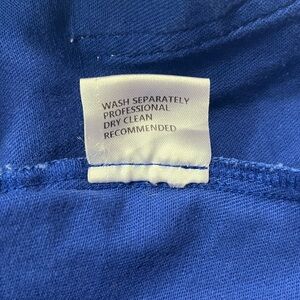 WASH SEPARATELY
PROFESSIONAL
DRY CLEAN
RECOMMENDED